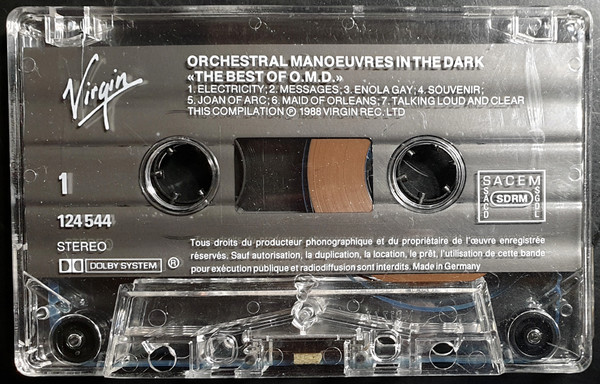 ORCHESTRAL MANOEUVRES IN THE DARK
«THE BEST OF O.M.D.»
Virgin
1. ELECTRICITY; 2. MESSAGES; 3. ENOLA GAY; 4. SOUVENIR;
5. JOAN OF ARC; 6. MAID OF ORLEANS; 7. TALKING LOUD AND CLEAR
THIS COMPILATION Ⓟ 1988 VIRGIN REC. LTD
1
SACEM
SACD
SDRM
SGDL
124 544
STEREO
DOLBY SYSTEM ®
Tous droits du producteur phonographique et du propriétaire de l'œuvre enregistrée
réservés. Sauf autorisation, la duplication, la location, le prêt, l'utilisation de cette bande
pour exécution publique et radiodiffusion sont interdits. Made in Germany